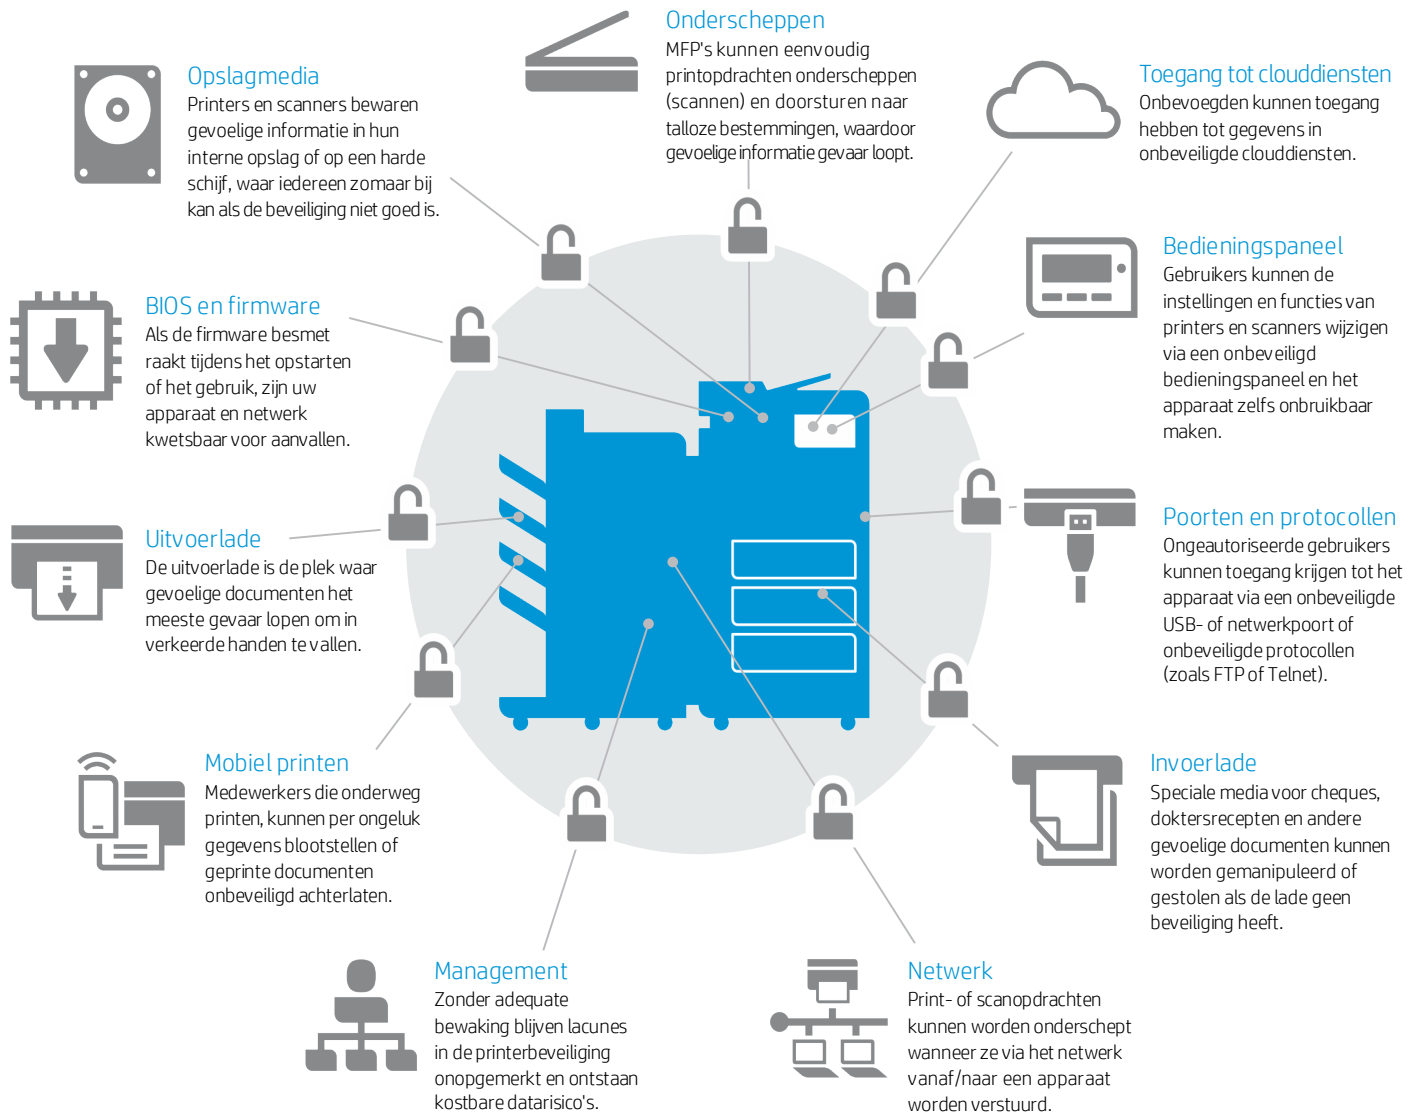 Onderscheppen
MFP's kunnen eenvoudig
printopdrachten onderscheppen
(scannen) en doorsturen naar
talloze bestemmingen, waardoor
gevoelige informatie gevaar loopt.
Opslagmedia
Printers en scanners bewaren
gevoelige informatie in hun
interne opslag of op een harde
schijf, waar iedereen zomaar bij
kan als de beveiliging niet goed is.
Toegang tot clouddiensten
Onbevoegden kunnen toegang
hebben tot gegevens in
onbeveiligde clouddiensten.
Bedieningspaneel
Gebruikers kunnen de
instellingen en functies van
printers en scanners wijzigen
via een onbeveiligd
bedieningspaneel en het
apparaat zelfs onbruikbaar
maken.
BIOS en firmware
Als de firmware besmet
raakt tijdens het opstarten
of het gebruik, zijn uw
apparaat en netwerk
kwetsbaar voor aanvallen.
Poorten en protocollen
Ongeautoriseerde gebruikers
kunnen toegang krijgen tot het
apparaat via een onbeveiligde
USB- of netwerkpoort of
onbeveiligde protocollen
(zoals FTP of Telnet).
Uitvoerlade
De uitvoerlade is de plek waar
gevoelige documenten het
meeste gevaar lopen om in
verkeerde handen te vallen.
Mobiel printen
Medewerkers die onderweg
printen, kunnen per ongeluk
gegevens blootstellen of
geprinte documenten
onbeveiligd achterlaten.
Invoerlade
Speciale media voor cheques,
doktersrecepten en andere
gevoelige documenten kunnen
worden gemanipuleerd of
gestolen als de lade geen
beveiliging heeft.
Management
Zonder adequate
bewaking blijven lacunes
in de printerbeveiliging
onopgemerkt en ontstaan
kostbare datarisico's.
Netwerk
Print- of scanopdrachten
kunnen worden onderschept
wanneer ze via het netwerk
vanaf/naar een apparaat
worden verstuurd.